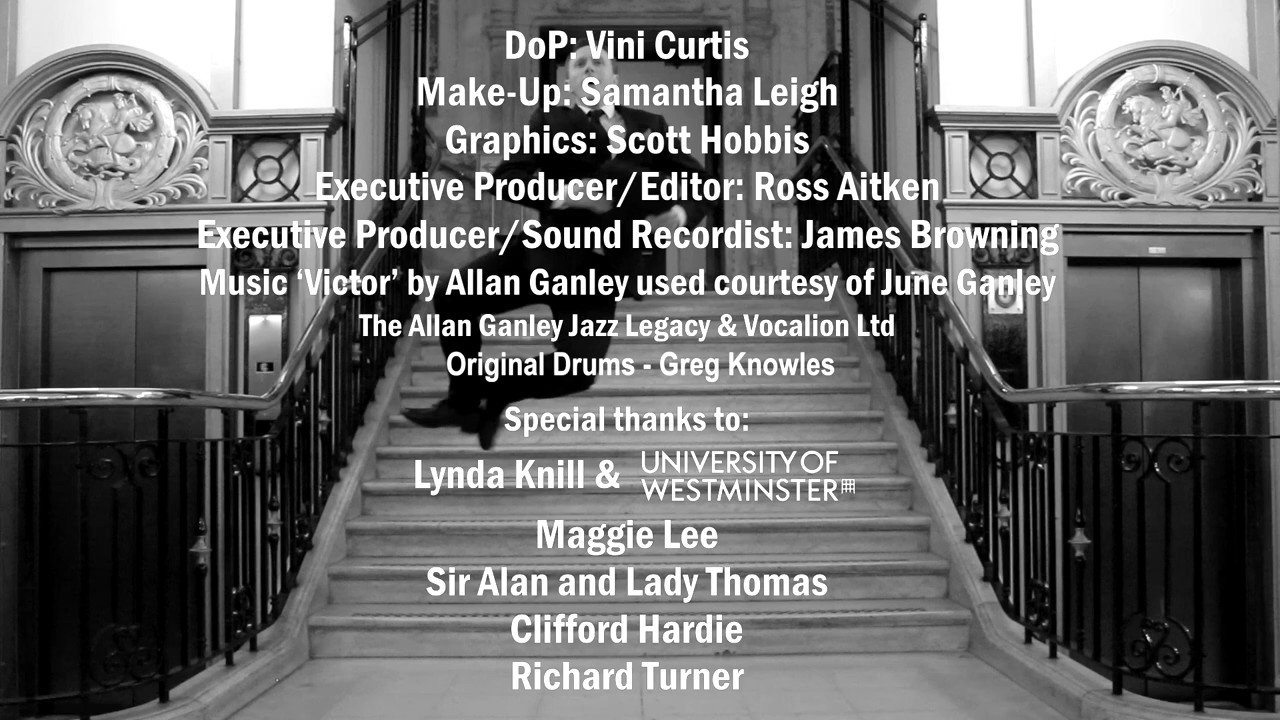 DoP: Vini Curtis
Make-Up: Samantha Leigh
Graphics: Scott Hobbis
Executive Producer/Editor: Ross Aitken
Executive Producer/Sound Recordist: James Browning
Music ‘Victor’ by Allan Ganley used courtesy of June Ganley
The Allan Ganley Jazz Legacy & Vocalion Ltd
Original Drums - Greg Knowles
Special thanks to:
Lynda Knill & UNIVERSITY OF
WESTMINSTER
Maggie Lee
Sir Alan and Lady Thomas
Clifford Hardie
Richard Turner